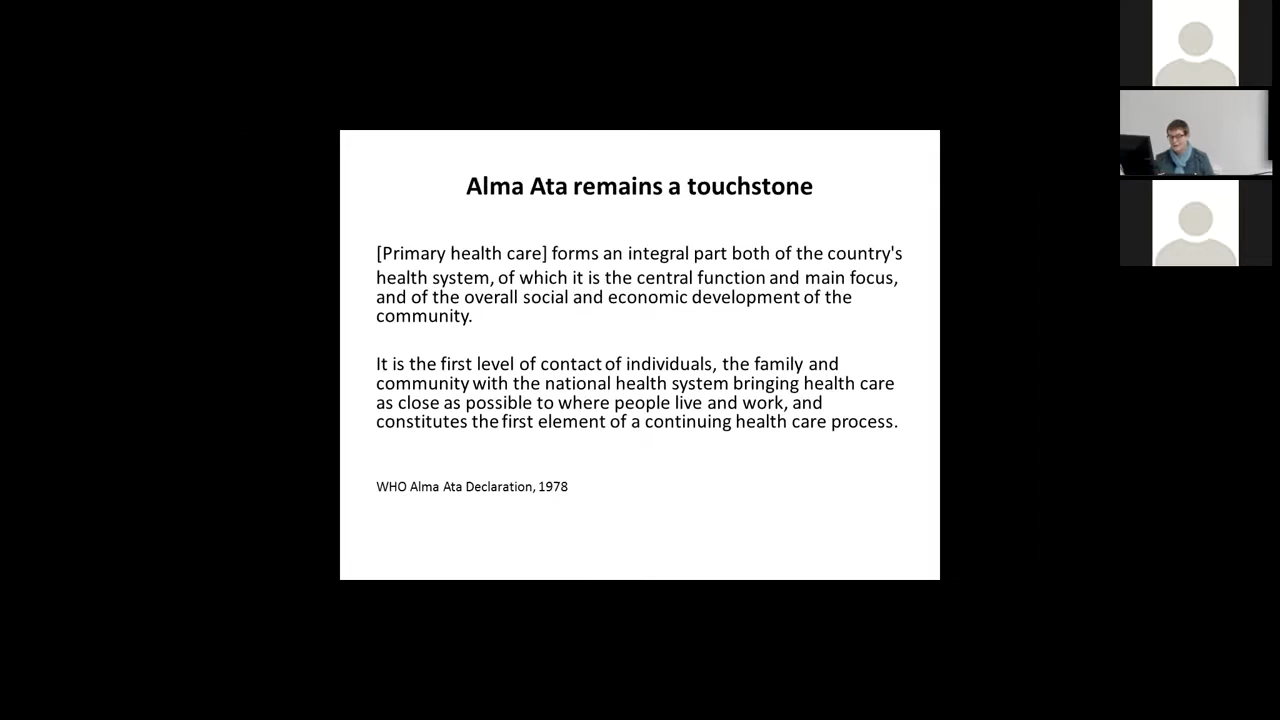 Alma Ata remains a touchstone
[Primary health care] forms an integral part both of the country's
health system, of which it is the central function and main focus,
and of the overall social and economic development of the
community.
It is the first level of contact of individuals, the family and
community with the national health system bringing health care
as close as possible to where people live and work, and
constitutes the first element of a continuing health care process.
WHO Alma Ata Declaration, 1978